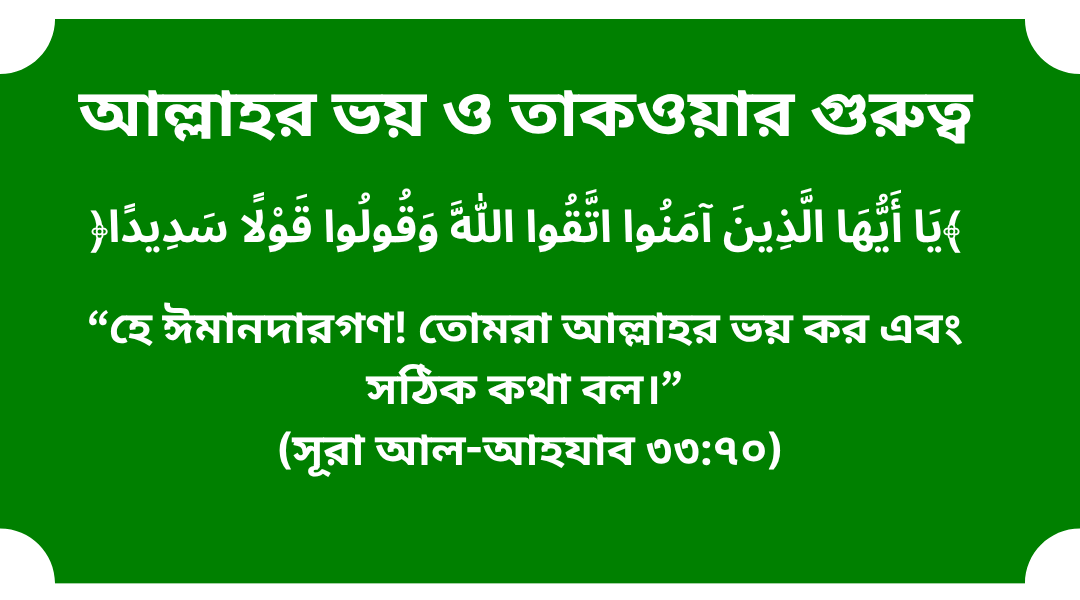 আল্লাহর ভয় ও তাকওয়ার গুরুত্ব
﴿يَا أَيُّهَا الَّذِينَ آمَنُوا اتَّقُوا اللَّهَ وَقُولُوا قَوْلًا سَدِيدًا﴾
“হে ঈমানদারগণ! তোমরা আল্লাহর ভয় কর এবং
সঠিক কথা বল।”
(সূরা আল-আহযাব ৩৩:৭০)